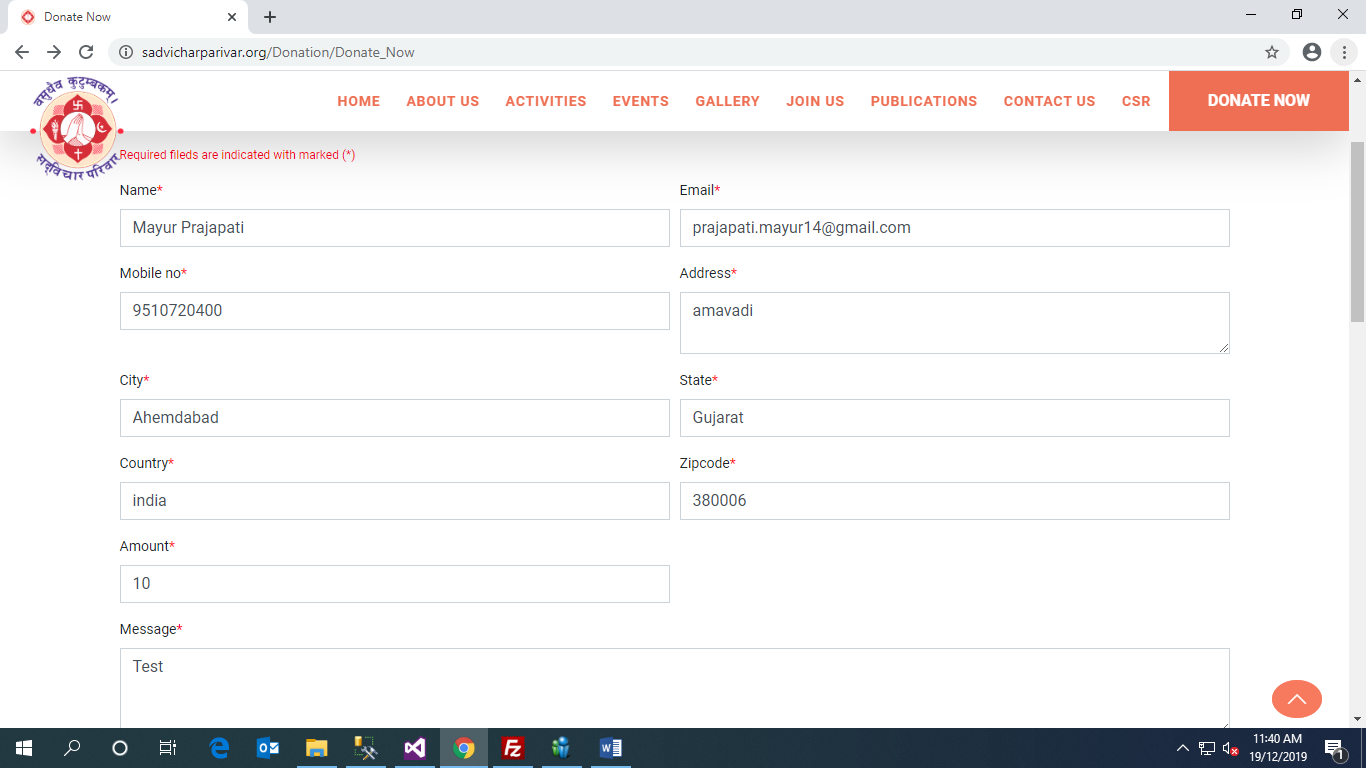 Donate Now
sadvicharparivar.org/Donation/Donate_Now
वसुधैव कुटुम्बकम्।
सद्विचार परिवार
HOME ABOUT US ACTIVITIES EVENTS GALLERY JOIN US PUBLICATIONS CONTACT US CSR DONATE NOW
Required fileds are indicated with marked (*)
Name* Email*
Mayur Prajapati prajapati.mayur14@gmail.com
Mobile no* Address*
9510720400 amavadi
City* State*
Ahemdabad Gujarat
Country* Zipcode*
india 380006
Amount*
10
Message*
Test
11:40 AM
19/12/2019
1